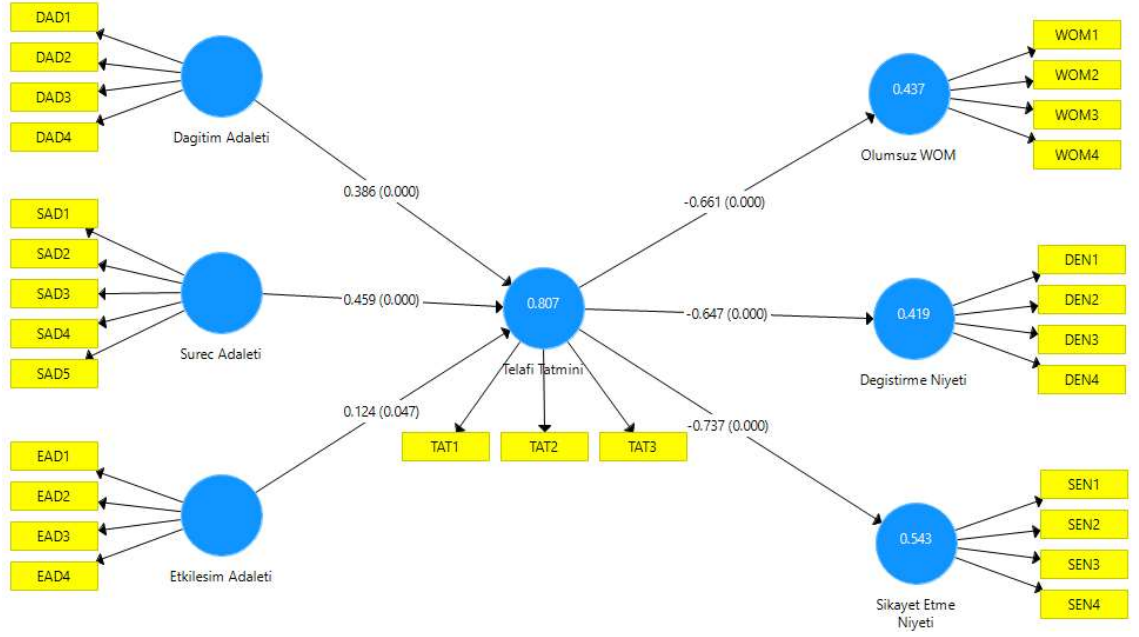 DAD1
DAD2
DAD3
DAD4
Dagitim Adaleti
SAD1
SAD2
SAD3
SAD4
SAD5
Surec Adaleti
EAD1
EAD2
EAD3
EAD4
Etkilesim Adaleti
0.386 (0.000)
0.459 (0.000)
0.124 (0.047)
0.807
Telafi Tatmini
TAT1
TAT2
TAT3
-0.661 (0.000)
-0.647 (0.000)
-0.737 (0.000)
0.437
Olumsuz WOM
WOM1
WOM2
WOM3
WOM4
0.419
Degistirme Niyeti
DEN1
DEN2
DEN3
DEN4
0.543
Sikayet Etme
Niyeti
SEN1
SEN2
SEN3
SEN4